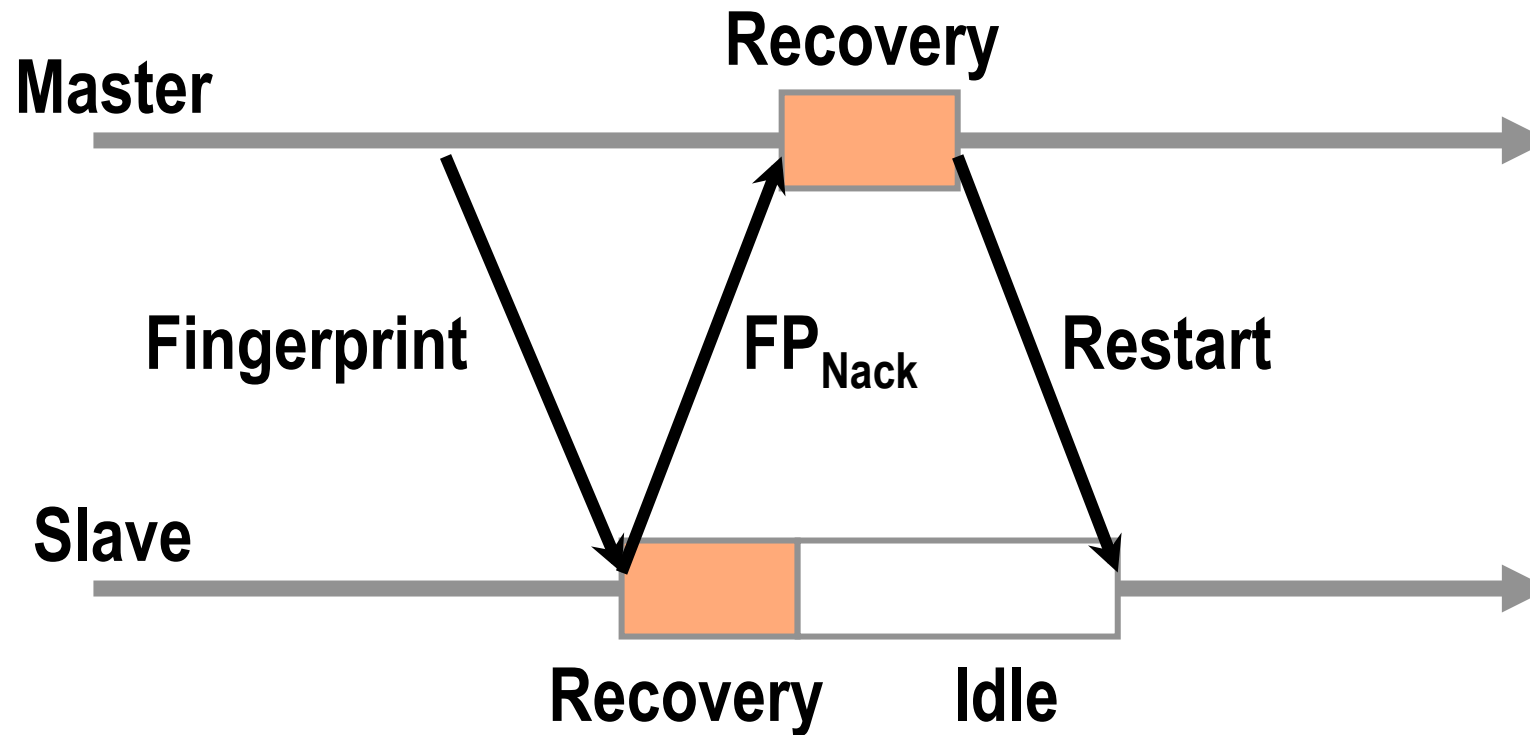 Recovery
Master
Fingerprint
FPNack
Restart
Slave
Recovery
Idle